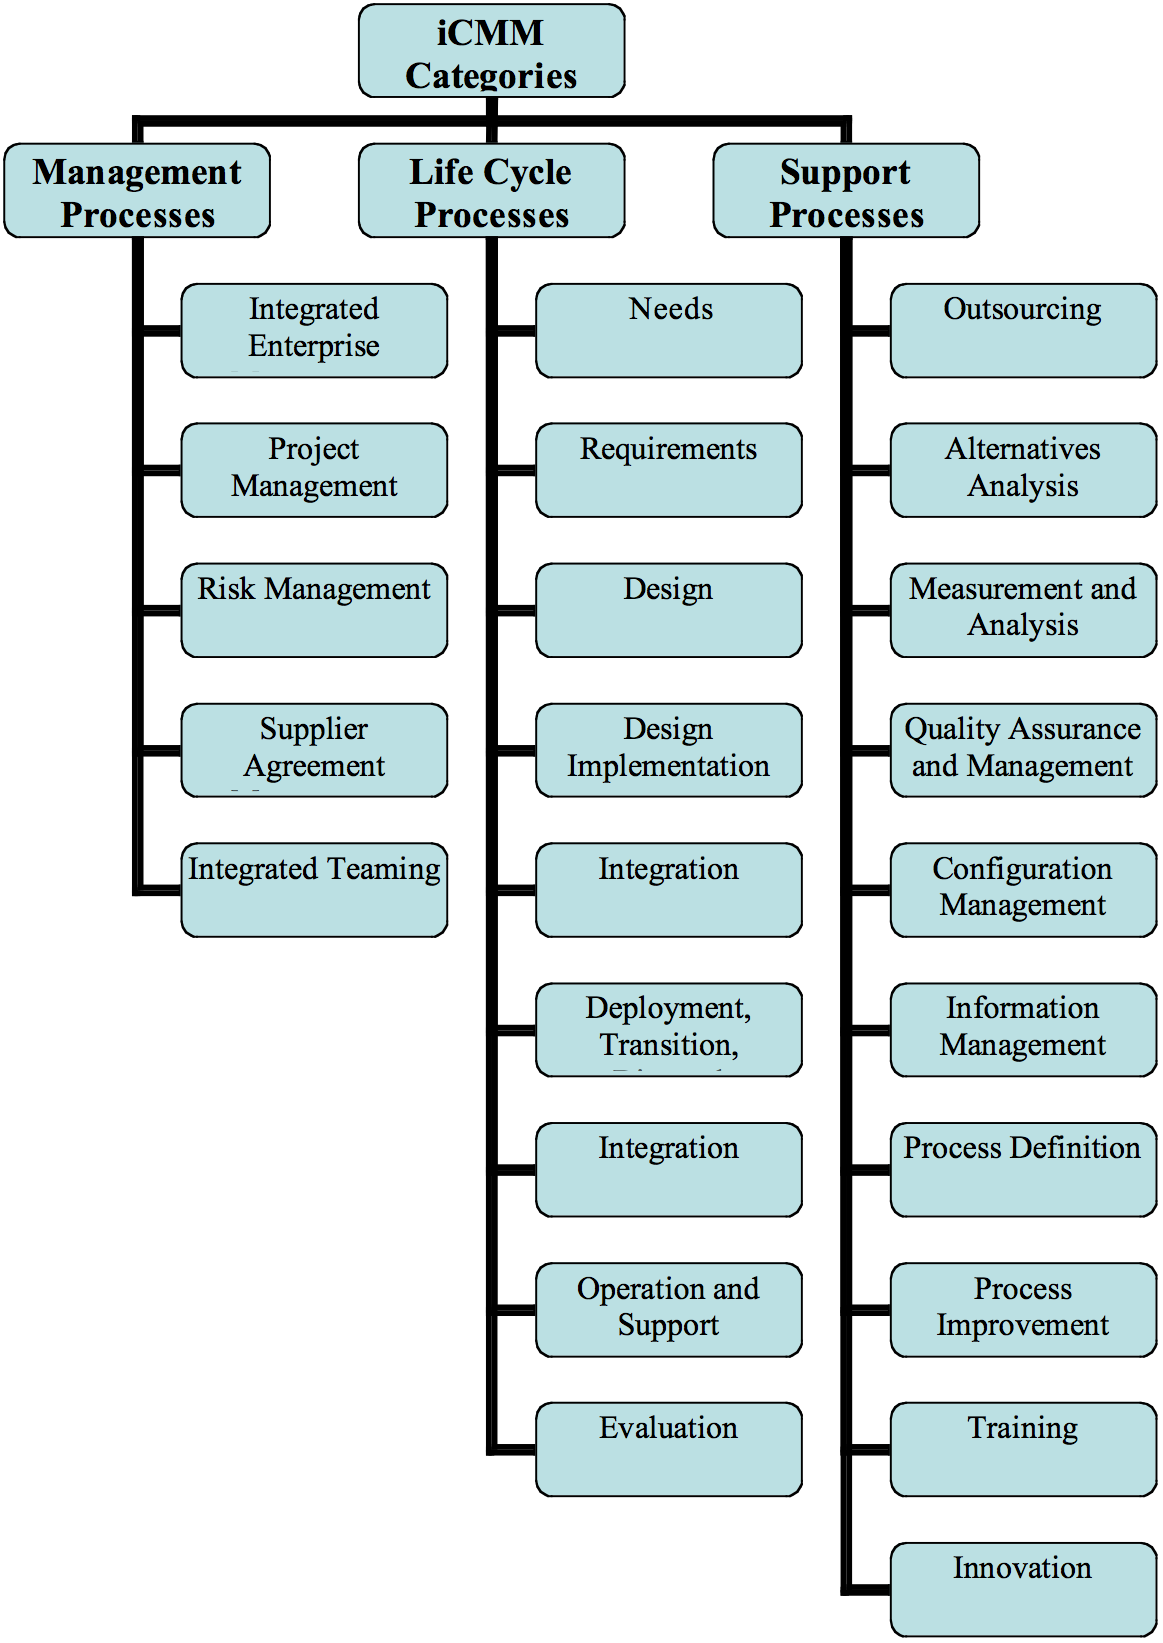 iCMM
Categories
Management
Processes
Integrated
Enterprise
Project
Management
Risk Management
Supplier
Agreement
Integrated Teaming
Life Cycle
Processes
Needs
Requirements
Design
Design
Implementation
Integration
Deployment,
Transition,
Integration
Operation and
Support
Evaluation
Support
Processes
Outsourcing
Alternatives
Analysis
Measurement and
Analysis
Quality Assurance
and Management
Configuration
Management
Information
Management
Process Definition
Process
Improvement
Training
Innovation